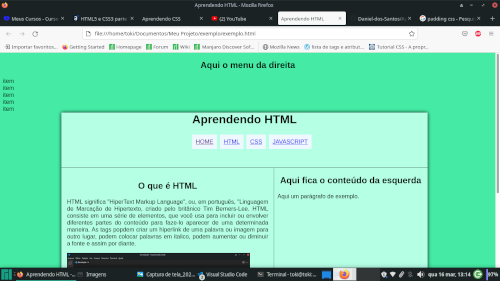 Aprendendo HTML - Mozilla Firefox
Meus Cursos - Curso
HTML5 e CSS3 parte
Aprendendo CSS
(2) YouTube
Aprendendo HTML
Daniel-dos-Santos
padding css - Pesqu
file:///home/toki/Documentos/Meu Projeto/exemplo/exemplo.html
Importar favoritos...
Getting Started
Homepage
Forum
Wiki
Manjaro Discover Sof...
Mozilla News
lista de tags e atribut...
Tutorial CSS - A propr...
Aqui o menu da direita
item
item
item
item
item
Aprendendo HTML
HOME
HTML
CSS
JAVASCRIPT
O que é HTML
HTML significa "HiperText Markup Language", ou, em português, "Linguagem
de Marcação de Hipertexto, criado pelo britânico Tim Berners-Lee. HTML
consiste em uma série de elementos, que você usa para incluir ou envolver
diferentes partes do conteúdo para faze-lo aparecer de uma determinada
maneira. As tags popdem criar um hiperlink de uma palavra ou imagem para
outro lugar, podem colocar palavras em itálico, podem aumentar ou diminuir
a fonte e assim por diante.
Aqui fica o conteúdo da esquerda
Aqui um parágrafo de exemplo.
Aprendendo HTML -
Imagens
Captura de tela_202
Visual Studio Code
Terminal - toki@toki:
qua 16 mar, 13:14
97%